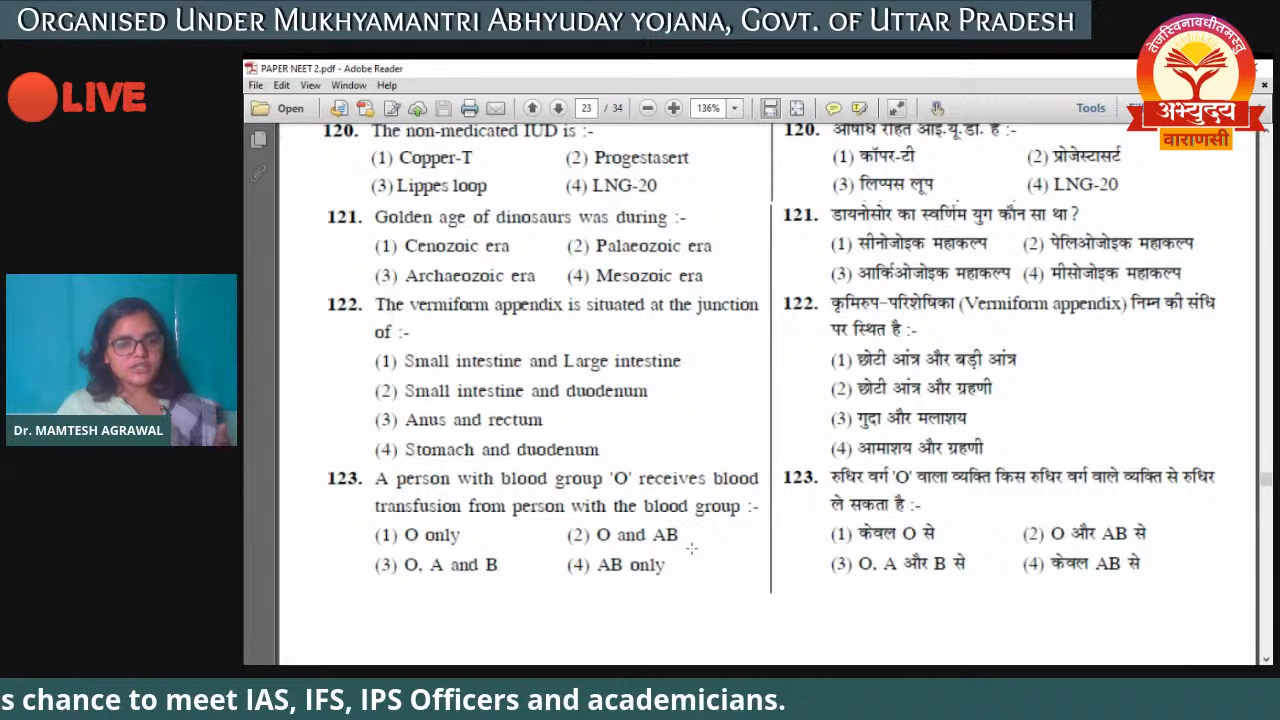 ORGANISED UNDER MUKHYAMANTRI ABHYUDAY YOJANA, GOVT. OF UTTAR PRADESH
तेजस्विनावधीतमस्तु
अभ्युदय
वाराणसी
LIVE
PAPER NEET 2.pdf - Adobe Reader
File Edit View Window Help
Open 23 / 34 136% Tools
120. The non-medicated IUD is :-
(1) Copper-T (2) Progestasert
(3) Lippes loop (4) LNG-20
121. Golden age of dinosaurs was during :-
(1) Cenozoic era (2) Palaeozoic era
(3) Archaeozoic era (4) Mesozoic era
122. The vermiform appendix is situated at the junction
of :-
(1) Small intestine and Large intestine
(2) Small intestine and duodenum
(3) Anus and rectum
(4) Stomach and duodenum
123. A person with blood group 'O' receives blood
transfusion from person with the blood group :-
(1) O only (2) O and AB
(3) O, A and B (4) AB only
120. औषधि रहित आई.यू.डी. है :-
(1) कॉपर-टी (2) प्रोजेस्टासर्ट
(3) लिप्पस लूप (4) LNG-20
121. डायनोसोर का स्वर्णिम युग कौन सा था ?
(1) सीनोजोइक महाकल्प (2) पेलिओजोइक महाकल्प
(3) आर्किओजोइक महाकल्प (4) मीसोजोइक महाकल्प
122. कृमिरुप-परिशेषिका (Vermiform appendix) निम्न की संधि
पर स्थित है :-
(1) छोटी आंत्र और बड़ी आंत्र
(2) छोटी आंत्र और ग्रहणी
(3) गुदा और मलाशय
(4) आमाशय और ग्रहणी
123. रुधिर वर्ग 'O' वाला व्यक्ति किस रुधिर वर्ग वाले व्यक्ति से रुधिर
ले सकता है :-
(1) केवल O से (2) O और AB से
(3) O, A और B से (4) केवल AB से
Dr. MAMTESH AGRAWAL
s chance to meet IAS, IFS, IPS Officers and academicians.